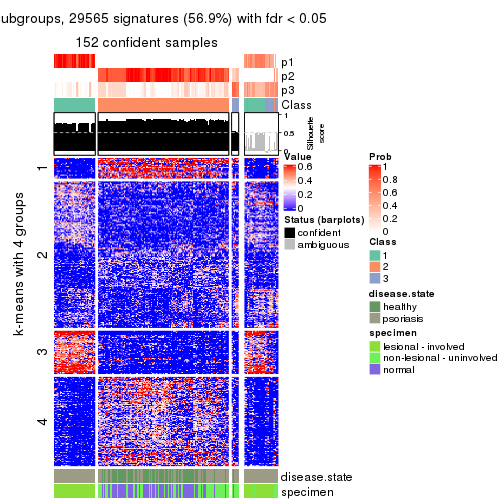 ubgroups, 29565 signatures (56.9%) with fdr < 0.05
152 confident samples
p1
p2
p3
Class
1
0.5
0
Silhouette
score
k-means with 4 groups
1
2
3
4
Value
0.6
0.4
0.2
0
Status (barplots)
confident
ambiguous
Prob
1
0.8
0.6
0.4
0.2
0
Class
1
2
3
disease.state
healthy
psoriasis
specimen
lesional - involved
non-lesional - uninvolved
normal
disease.state
specimen